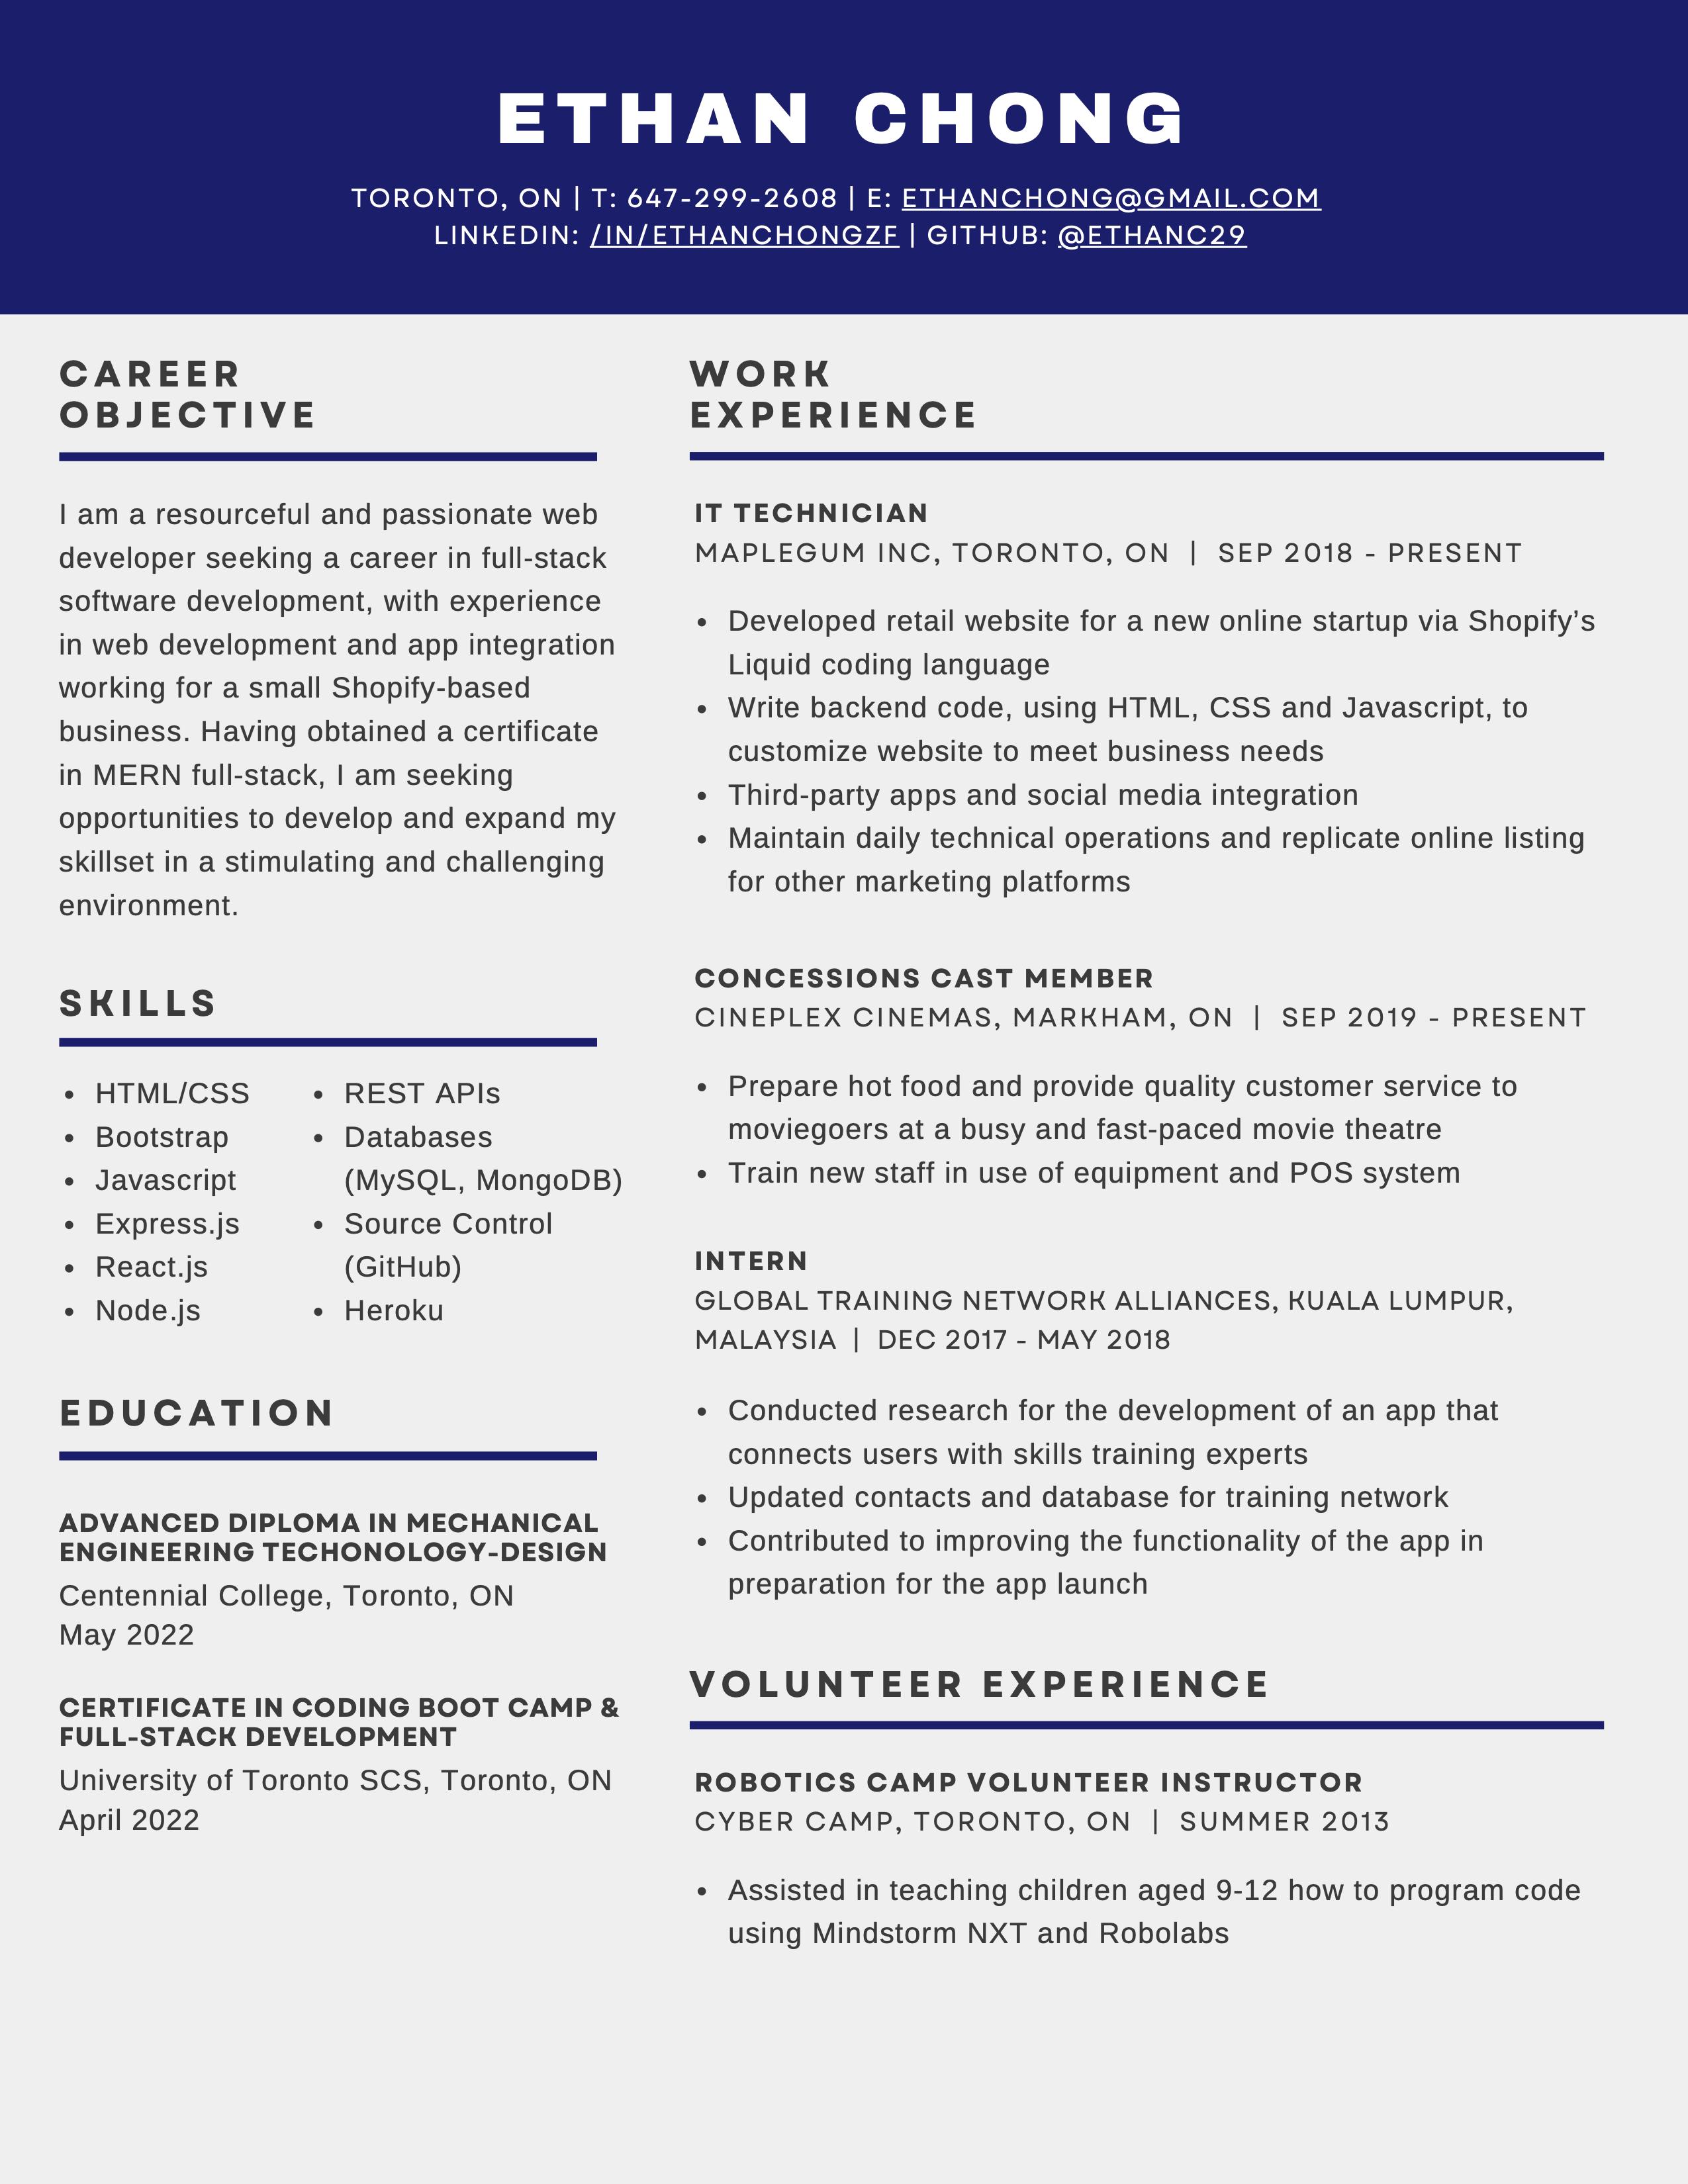 ETHAN CHONG
TORONTO, ON | T: 647-299-2608 | E: ETHANCHONG@GMAIL.COM
LINKEDIN: /IN/ETHANCHONGZF | GITHUB: @ETHANC29
CAREER
OBJECTIVE
I am a resourceful and passionate web
developer seeking a career in full-stack
software development, with experience
in web development and app integration
working for a small Shopify-based
business. Having obtained a certificate
in MERN full-stack, I am seeking
opportunities to develop and expand my
skillset in a stimulating and challenging
environment.
SKILLS
• HTML/CSS
• Bootstrap
• Javascript
• Express.js
• React.js
• Node.js
• REST APIs
• Databases
(MySQL, MongoDB)
• Source Control
(GitHub)
• Heroku
EDUCATION
ADVANCED DIPLOMA IN MECHANICAL
ENGINEERING TECHONOLOGY-DESIGN
Centennial College, Toronto, ON
May 2022
CERTIFICATE IN CODING BOOT CAMP &
FULL-STACK DEVELOPMENT
University of Toronto SCS, Toronto, ON
April 2022
WORK
EXPERIENCE
IT TECHNICIAN
MAPLEGUM INC, TORONTO, ON | SEP 2018 - PRESENT
• Developed retail website for a new online startup via Shopify’s
Liquid coding language
• Write backend code, using HTML, CSS and Javascript, to
customize website to meet business needs
• Third-party apps and social media integration
• Maintain daily technical operations and replicate online listing
for other marketing platforms
CONCESSIONS CAST MEMBER
CINEPLEX CINEMAS, MARKHAM, ON | SEP 2019 - PRESENT
• Prepare hot food and provide quality customer service to
moviegoers at a busy and fast-paced movie theatre
• Train new staff in use of equipment and POS system
INTERN
GLOBAL TRAINING NETWORK ALLIANCES, KUALA LUMPUR,
MALAYSIA | DEC 2017 - MAY 2018
• Conducted research for the development of an app that
connects users with skills training experts
• Updated contacts and database for training network
• Contributed to improving the functionality of the app in
preparation for the app launch
VOLUNTEER EXPERIENCE
ROBOTICS CAMP VOLUNTEER INSTRUCTOR
CYBER CAMP, TORONTO, ON | SUMMER 2013
• Assisted in teaching children aged 9-12 how to program code
using Mindstorm NXT and Robolabs